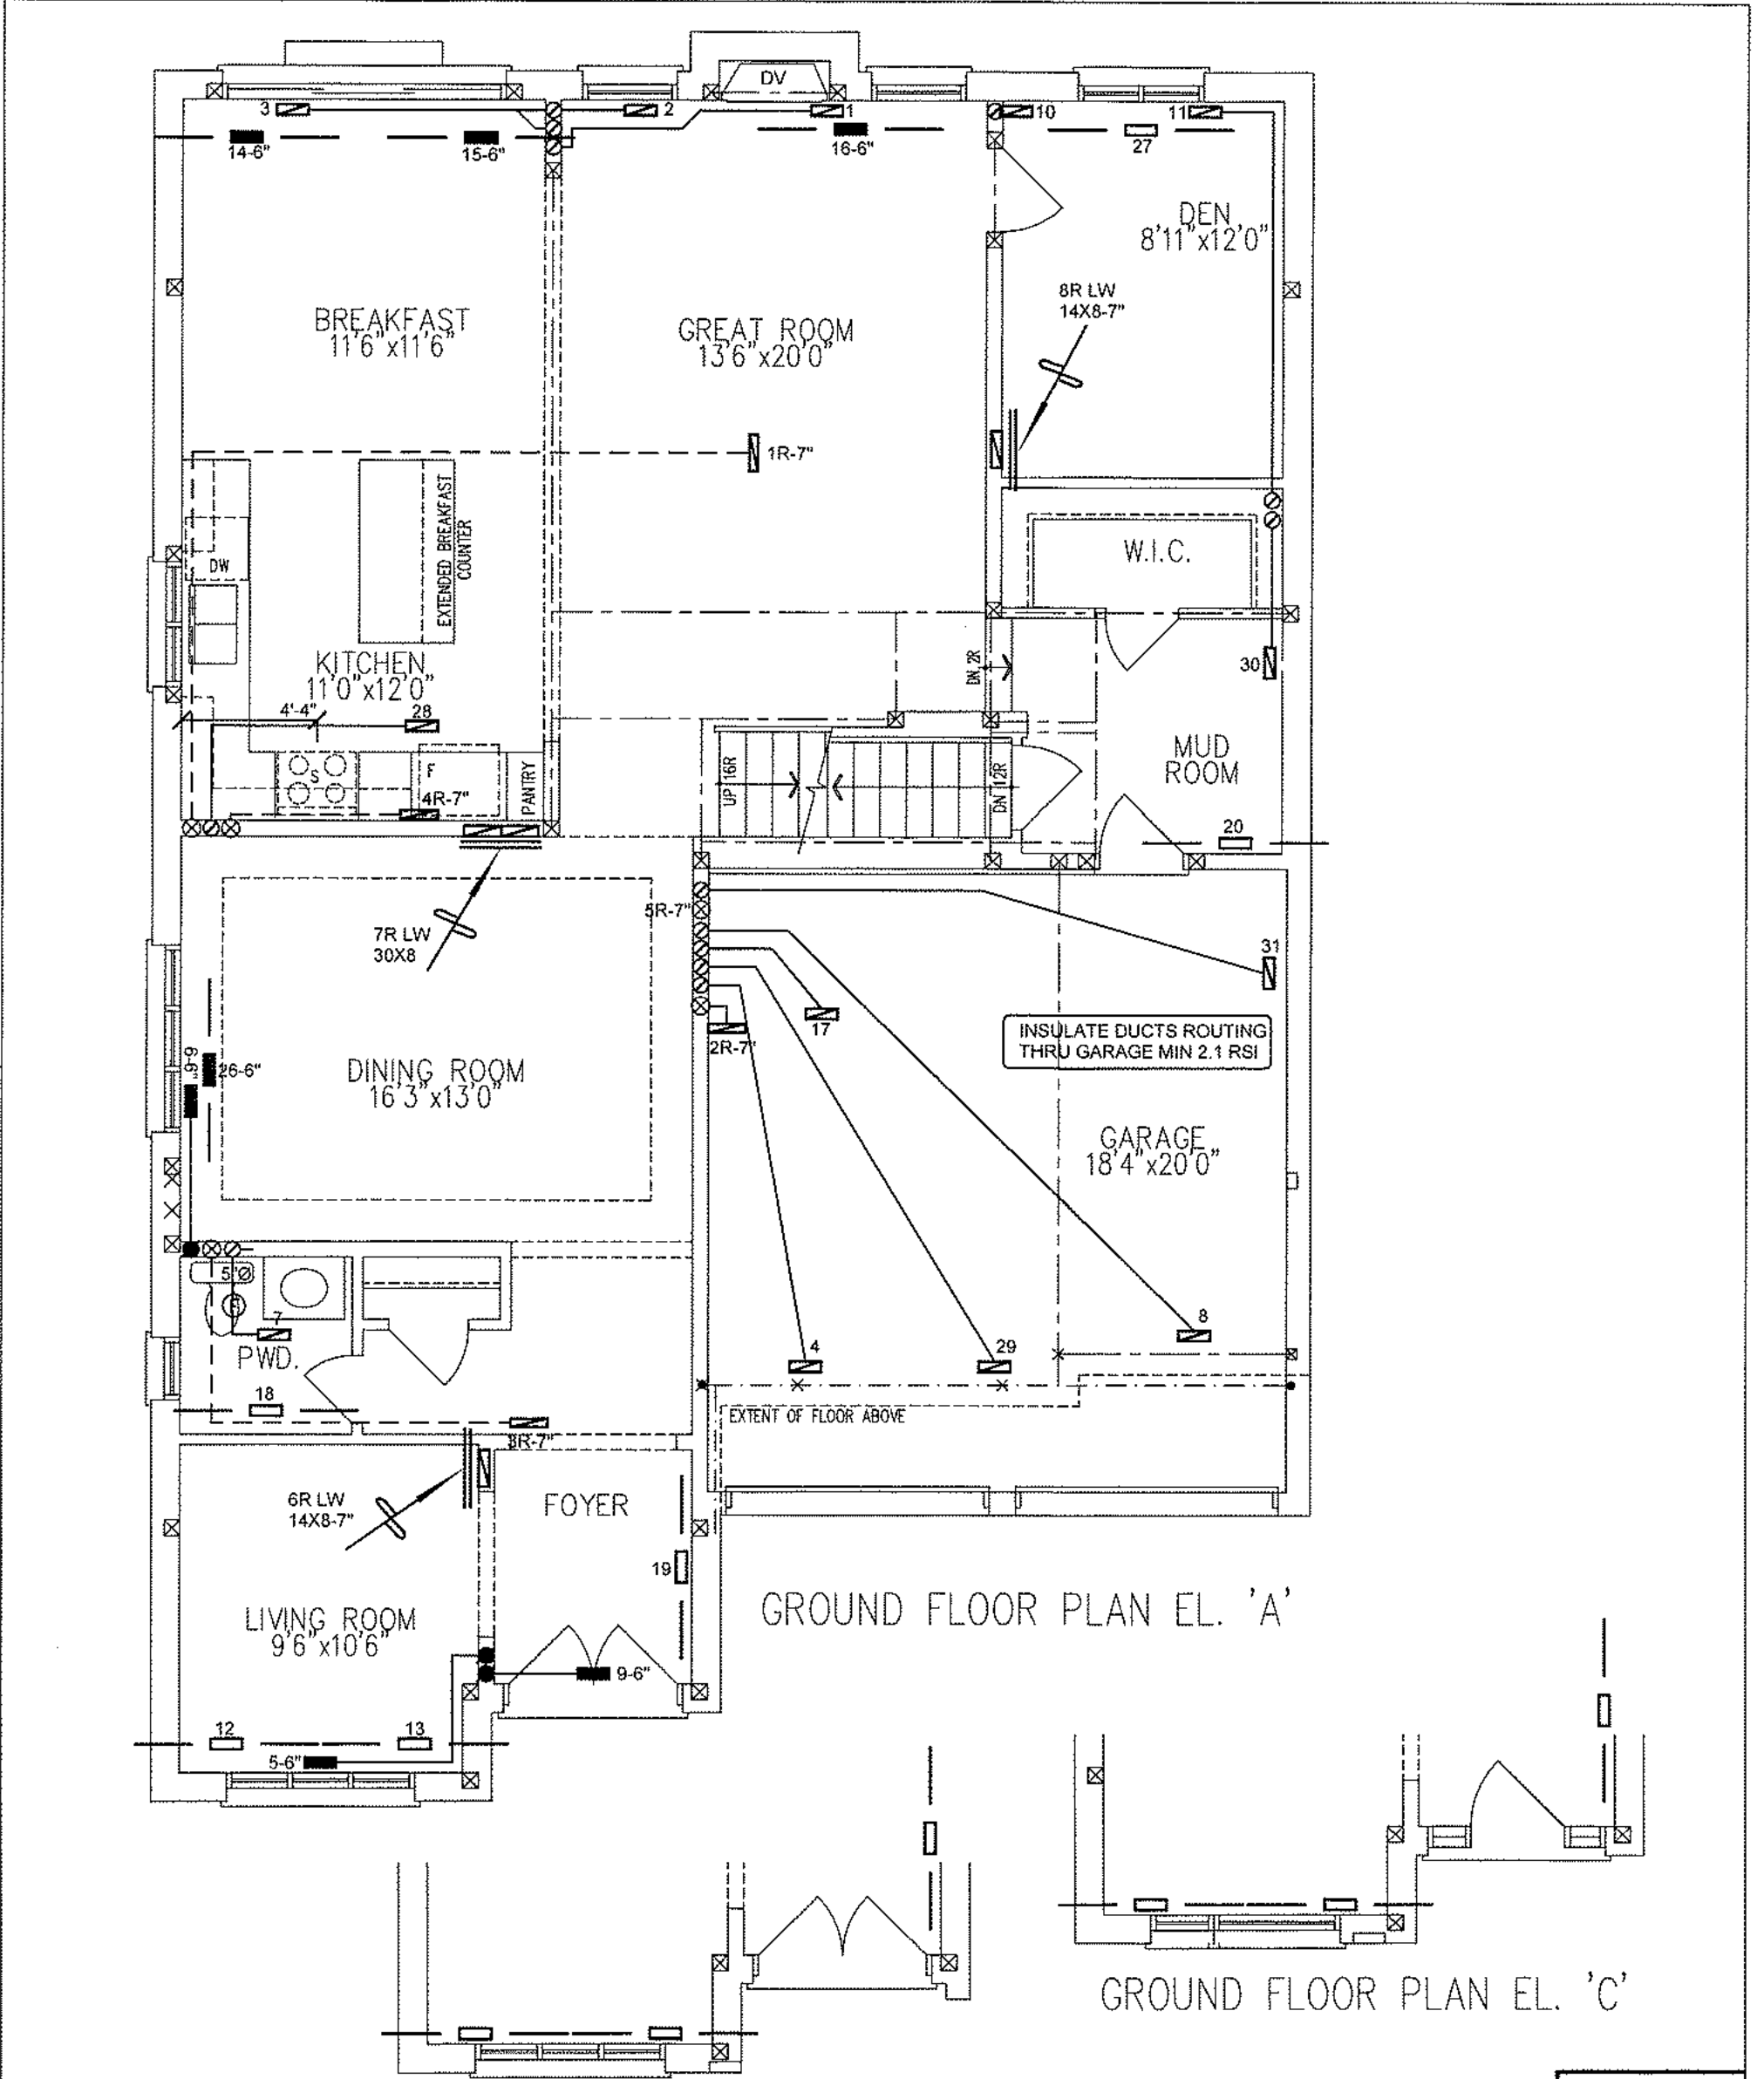 DV
3
2
1
10
11
14-6"
15-6"
16-6"
27
DEN
8'11"x12'0"
8R LW
14X8-7"
BREAKFAST
11'6"x11'6"
GREAT ROOM
13'6"x20'0"
1R-7"
EXTENDED BREAKFAST
COUNTER
DW
W.I.C.
KITCHEN
11'0"x12'0"
DN 2R
30
4'-4"
28
MUD
ROOM
S
F
PANTRY
4R-7"
UP 16R
DN 12R
20
5R-7"
7R LW
30X8
31
17
2R-7"
INSULATE DUCTS ROUTING
THRU GARAGE MIN 2.1 RSI
26-6"
DINING ROOM
16'3"x13'0"
GARAGE
18'4"x20'0"
5"Ø
7
PWD.
8
4
29
18
EXTENT OF FLOOR ABOVE
3R-7"
6R LW
14X8-7"
FOYER
19
GROUND FLOOR PLAN EL. 'A'
LIVING ROOM
9'6"x10'6"
9-6"
12
13
5-6"
GROUND FLOOR PLAN EL. 'C'